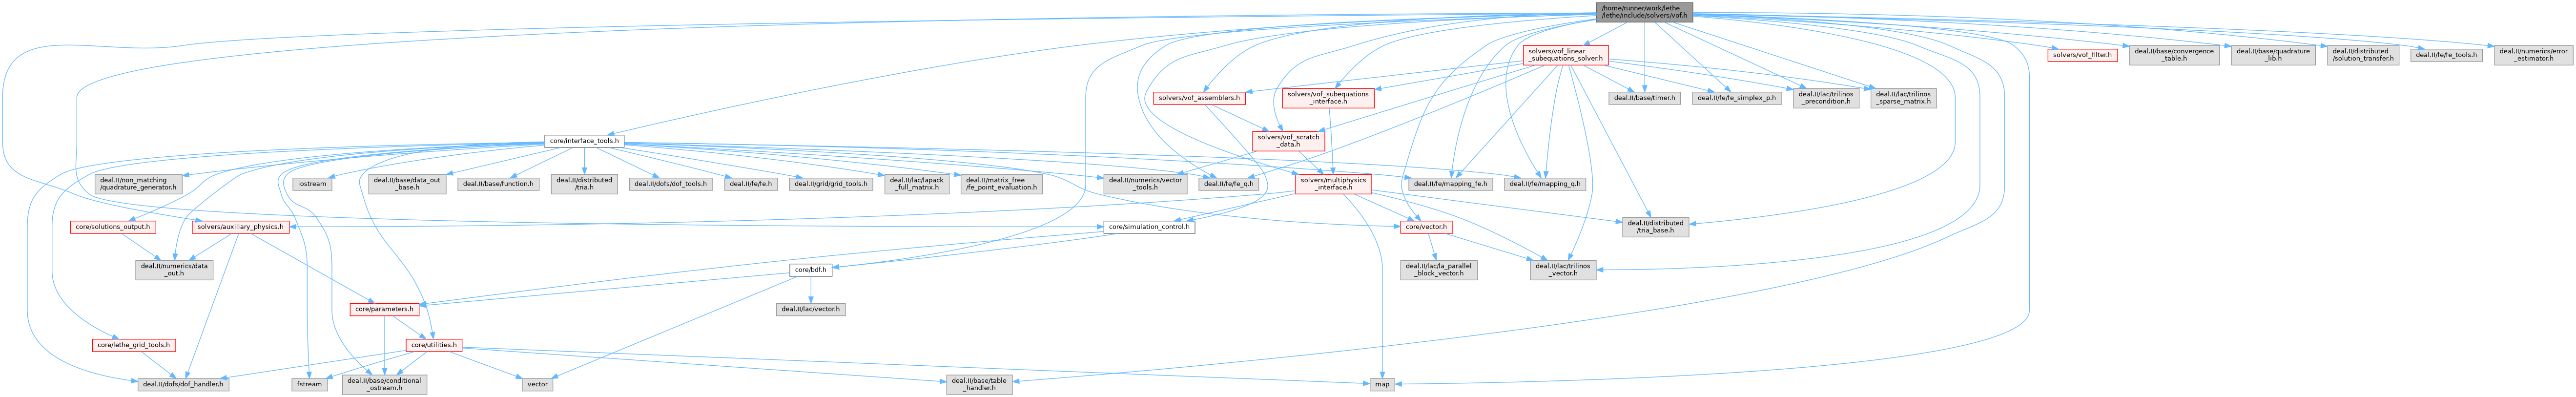 /home/runner/work/lethe
/lethe/include/solvers/vof.h
solvers/vof_linear
_subequations_solver.h
solvers/vof_filter.h
deal.II/base/convergence
_table.h
deal.II/base/quadrature
_lib.h
deal.II/distributed
/solution_transfer.h
deal.II/fe/fe_tools.h
deal.II/numerics/error
_estimator.h
solvers/vof_assemblers.h
solvers/vof_subequations
_interface.h
deal.II/base/timer.h
deal.II/fe/fe_simplex_p.h
deal.II/lac/trilinos
_precondition.h
deal.II/lac/trilinos
_sparse_matrix.h
core/interface_tools.h
solvers/vof_scratch
_data.h
deal.II/non_matching
/quadrature_generator.h
iostream
deal.II/base/data_out
_base.h
deal.II/base/function.h
deal.II/distributed
/tria.h
deal.II/dofs/dof_tools.h
deal.II/fe/fe.h
deal.II/grid/grid_tools.h
deal.II/lac/lapack
_full_matrix.h
deal.II/matrix_free
/fe_point_evaluation.h
deal.II/numerics/vector
_tools.h
deal.II/fe/fe_q.h
solvers/multiphysics
_interface.h
deal.II/fe/mapping_fe.h
deal.II/fe/mapping_q.h
core/solutions_output.h
solvers/auxiliary_physics.h
core/simulation_control.h
core/vector.h
deal.II/distributed
/tria_base.h
deal.II/numerics/data
_out.h
core/bdf.h
deal.II/lac/la_parallel
_block_vector.h
deal.II/lac/trilinos
_vector.h
core/parameters.h
deal.II/lac/vector.h
core/lethe_grid_tools.h
core/utilities.h
deal.II/dofs/dof_handler.h
fstream
deal.II/base/conditional
_ostream.h
vector
deal.II/base/table
_handler.h
map